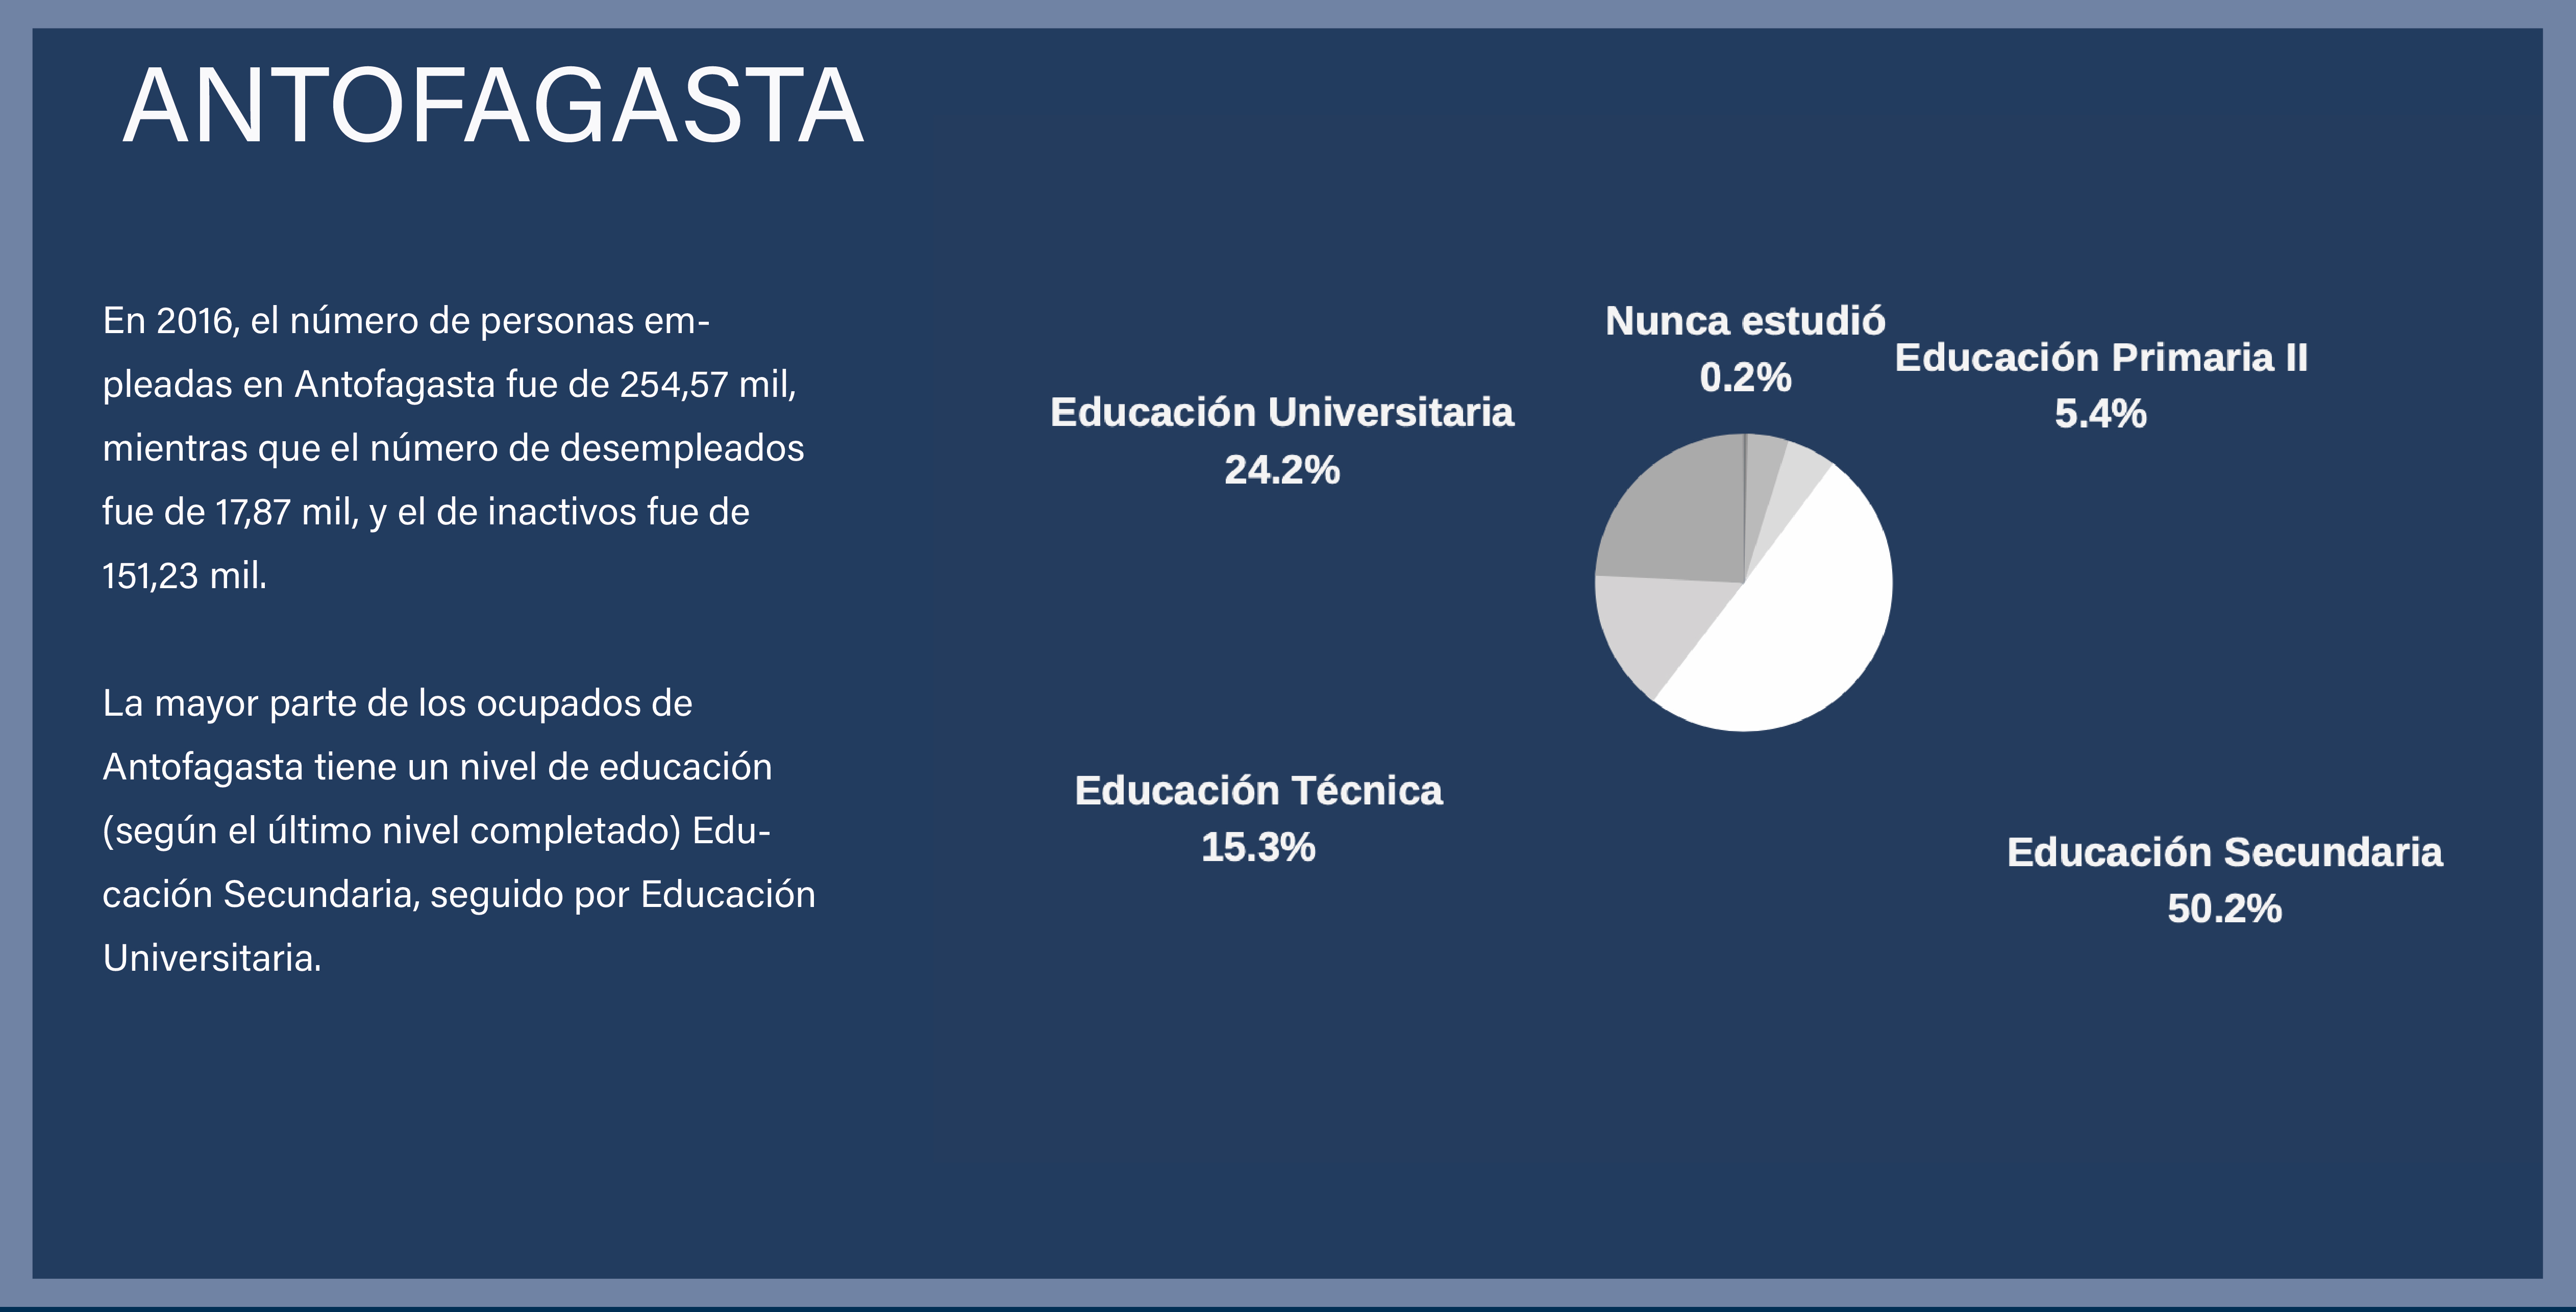 ANTOFAGASTA
En 2016, el número de personas em-
pleadas en Antofagasta fue de 254,57 mil,
mientras que el número de desempleados
fue de 17,87 mil, y el de inactivos fue de
151,23 mil.
La mayor parte de los ocupados de
Antofagasta tiene un nivel de educación
(según el último nivel completado) Edu-
cación Secundaria, seguido por Educación
Universitaria.
Nunca estudió
0.2%
Educación Primaria II
5.4%
Educación Universitaria
24.2%
Educación Técnica
15.3%
Educación Secundaria
50.2%